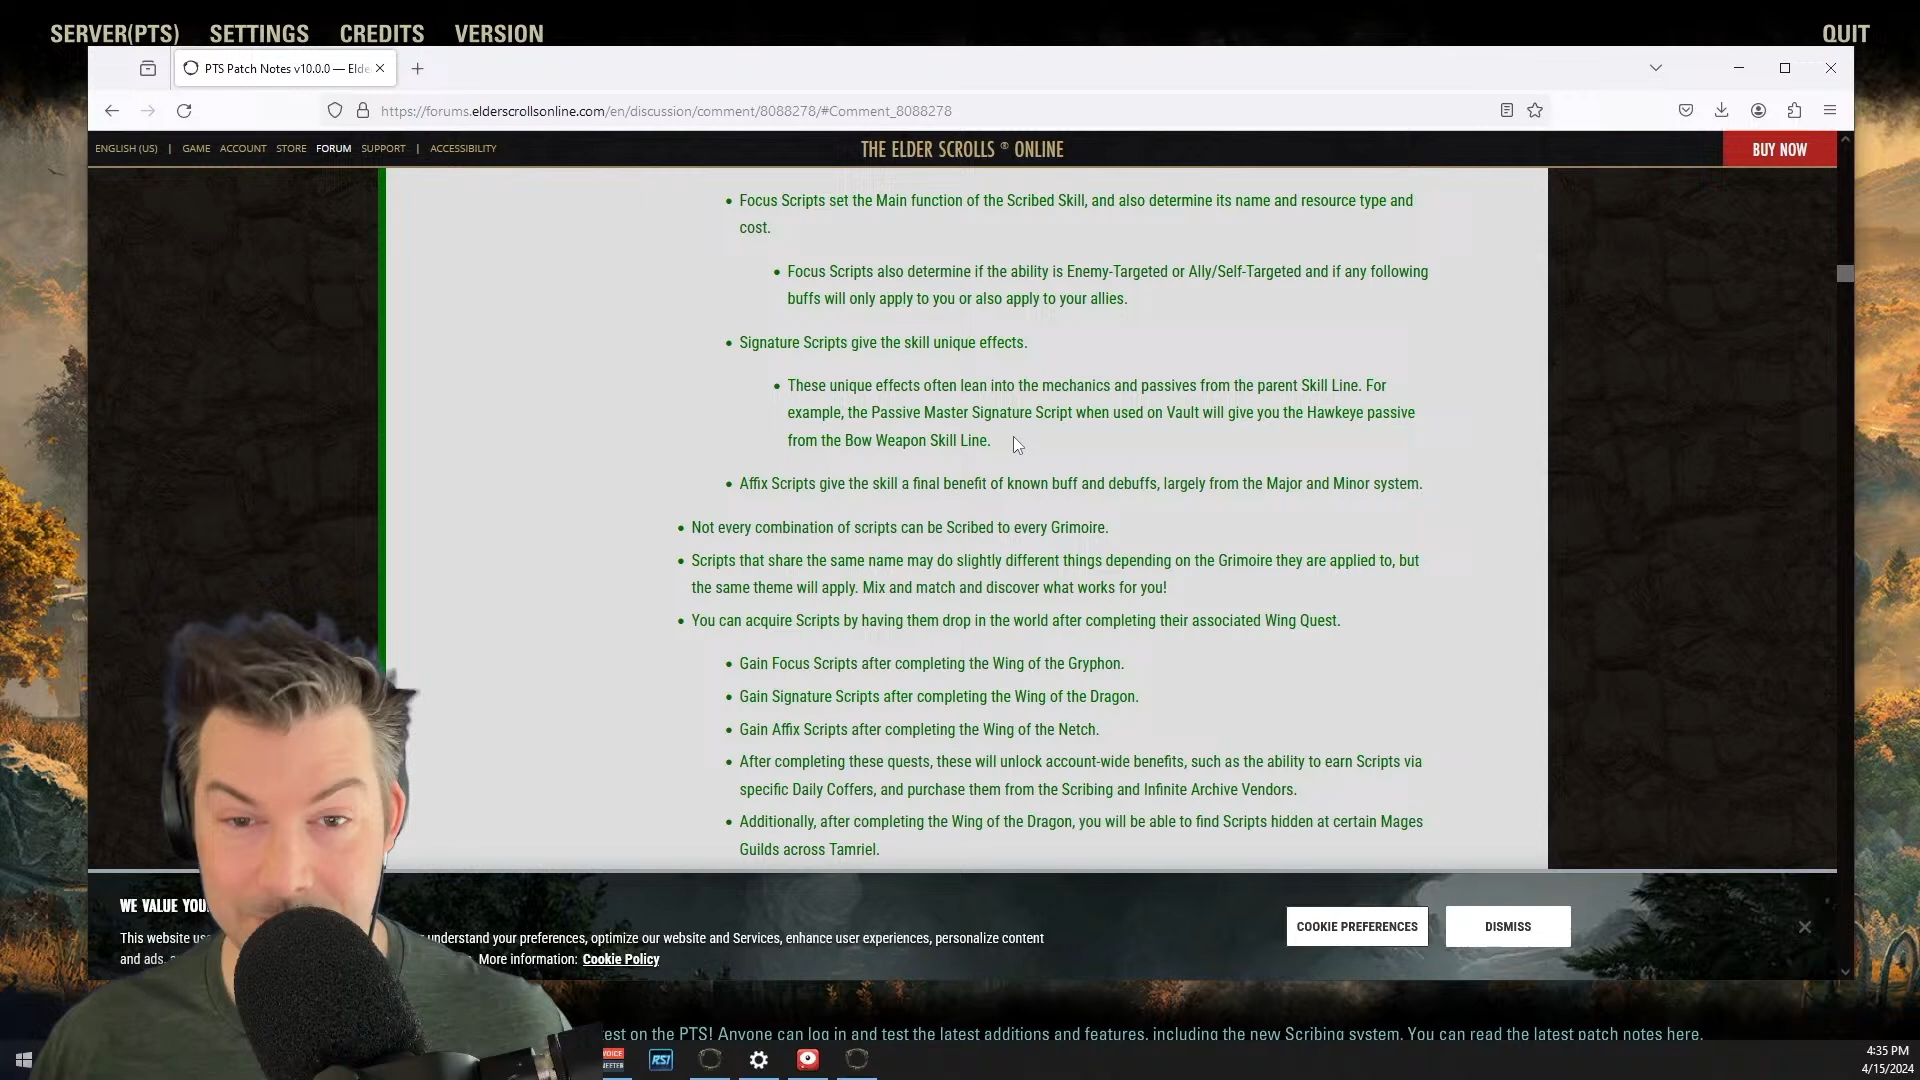 SERVER(PTS) SETTINGS CREDITS VERSION QUIT
PTS Patch Notes v10.0.0 — Elde
https://forums.elderscrollsonline.com/en/discussion/comment/8088278/#Comment_8088278
ENGLISH (US) | GAME ACCOUNT STORE FORUM SUPPORT | ACCESSIBILITY
THE ELDER SCROLLS ® ONLINE
BUY NOW
• Focus Scripts set the Main function of the Scribed Skill, and also determine its name and resource type and
cost.
• Focus Scripts also determine if the ability is Enemy-Targeted or Ally/Self-Targeted and if any following
buffs will only apply to you or also apply to your allies.
• Signature Scripts give the skill unique effects.
• These unique effects often lean into the mechanics and passives from the parent Skill Line. For
example, the Passive Master Signature Script when used on Vault will give you the Hawkeye passive
from the Bow Weapon Skill Line.
• Affix Scripts give the skill a final benefit of known buff and debuffs, largely from the Major and Minor system.
• Not every combination of scripts can be Scribed to every Grimoire.
• Scripts that share the same name may do slightly different things depending on the Grimoire they are applied to, but
the same theme will apply. Mix and match and discover what works for you!
• You can acquire Scripts by having them drop in the world after completing their associated Wing Quest.
• Gain Focus Scripts after completing the Wing of the Gryphon.
• Gain Signature Scripts after completing the Wing of the Dragon.
• Gain Affix Scripts after completing the Wing of the Netch.
• After completing these quests, these will unlock account-wide benefits, such as the ability to earn Scripts via
specific Daily Coffers, and purchase them from the Scribing and Infinite Archive Vendors.
• Additionally, after completing the Wing of the Dragon, you will be able to find Scripts hidden at certain Mages
Guilds across Tamriel.
WE VALUE YOU
This website use understand your preferences, optimize our website and Services, enhance user experiences, personalize content
and ads, More information: Cookie Policy
COOKIE PREFERENCES
DISMISS
est on the PTS! Anyone can log in and test the latest additions and features, including the new Scribing system. You can read the latest patch notes here.
VOICE
MEETER
RSI
4:35 PM
4/15/2024